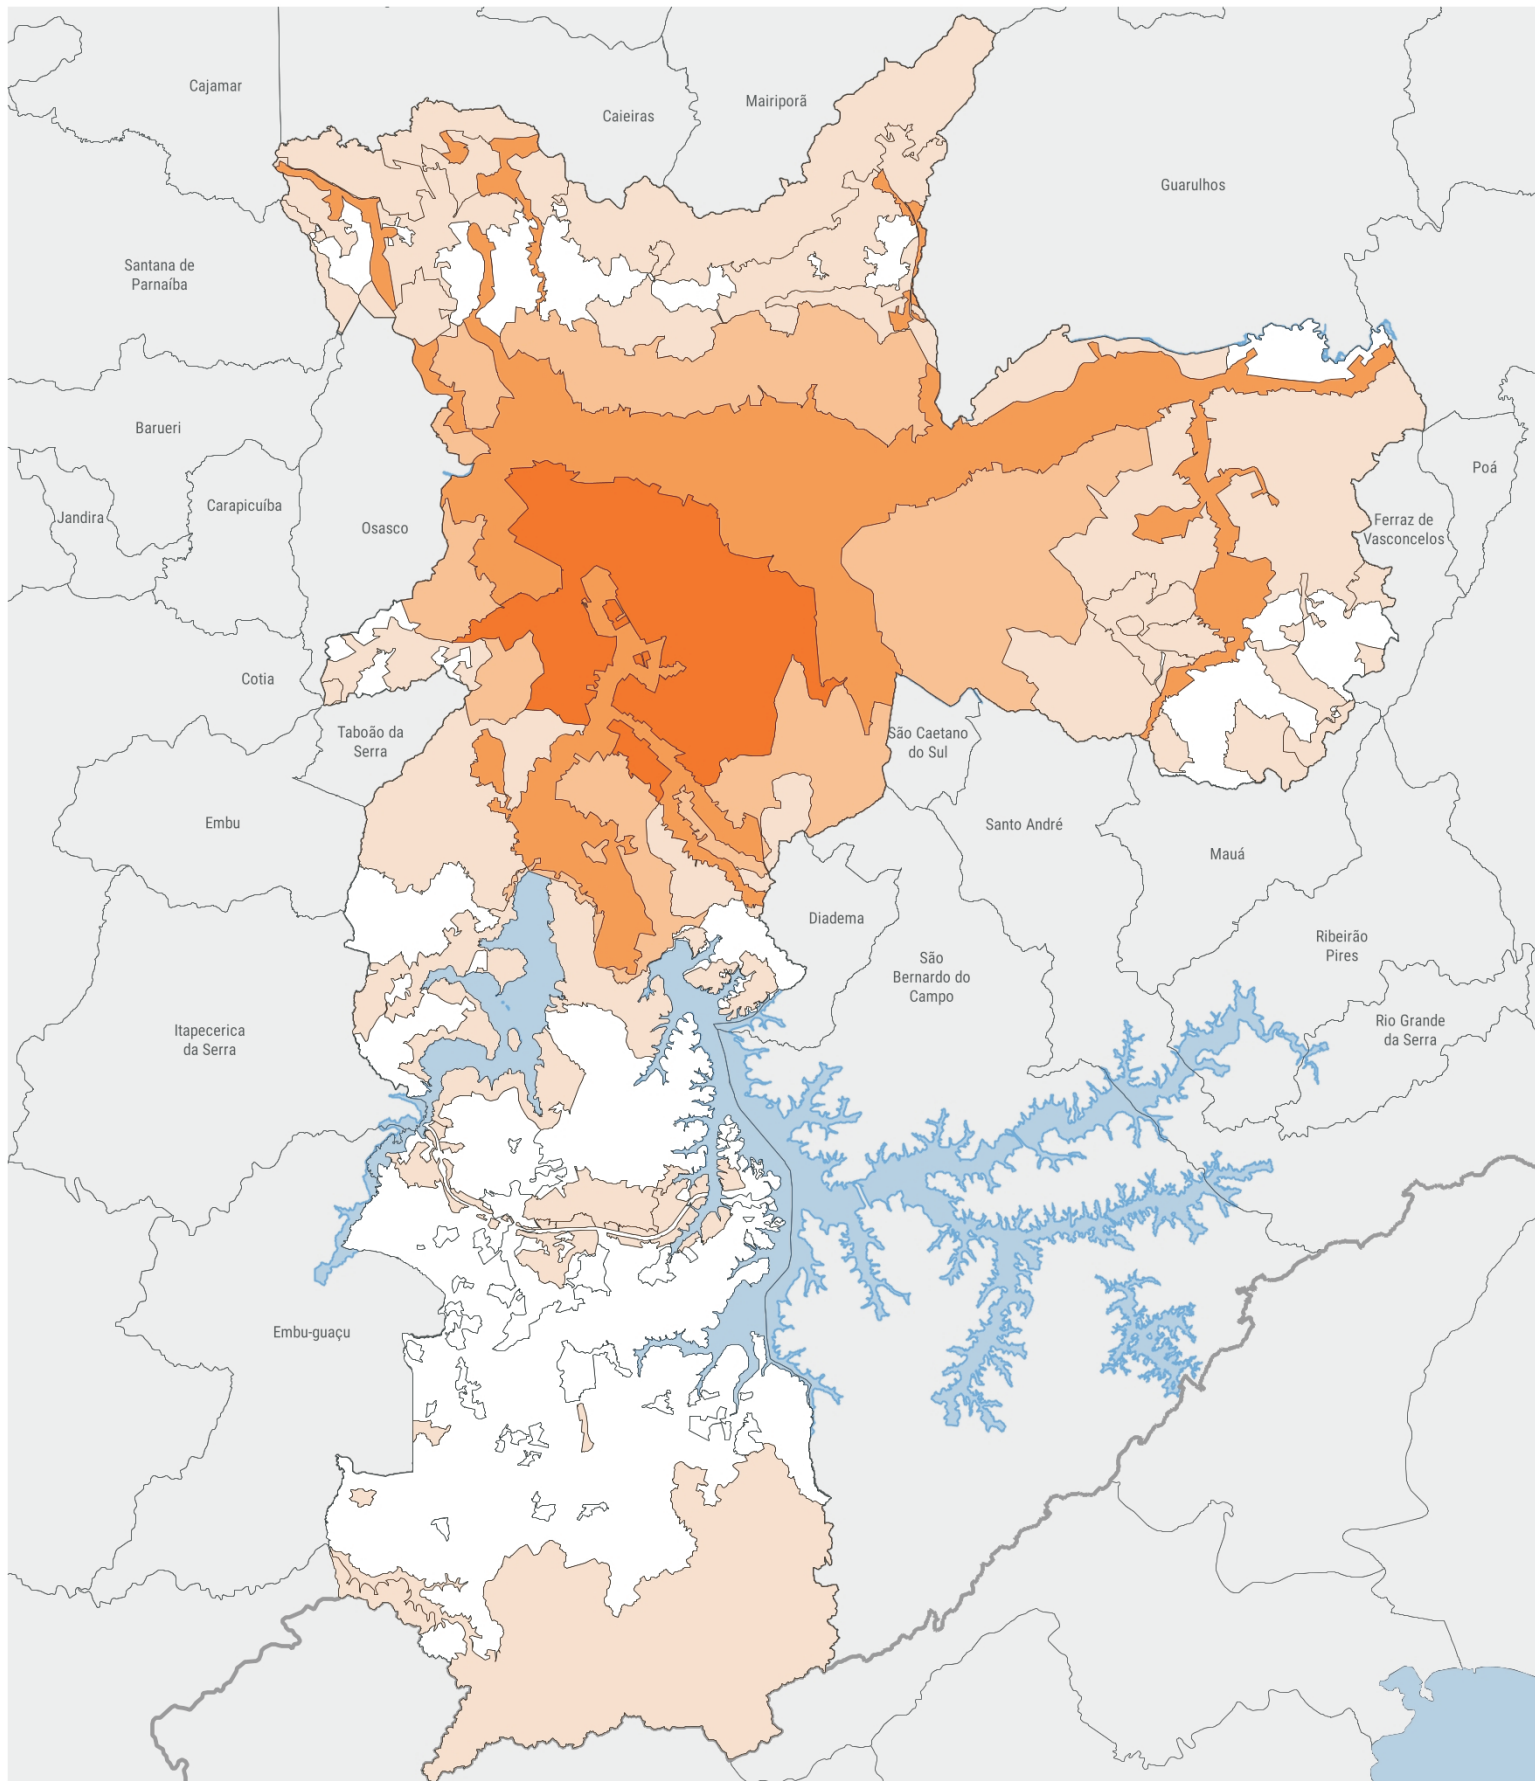 Cajamar
Caieiras
Mairiporã
Guarulhos
Santana de
Parnaíba
Barueri
Jandira
Carapicuíba
Osasco
Poá
Ferraz de
Vasconcelos
Cotia
Taboão da
Serra
São Caetano
do Sul
Embu
Santo André
Mauá
Diadema
São
Bernardo do
Campo
Ribeirão
Pires
Itapecerica
da Serra
Rio Grande
da Serra
Embu-guaçu